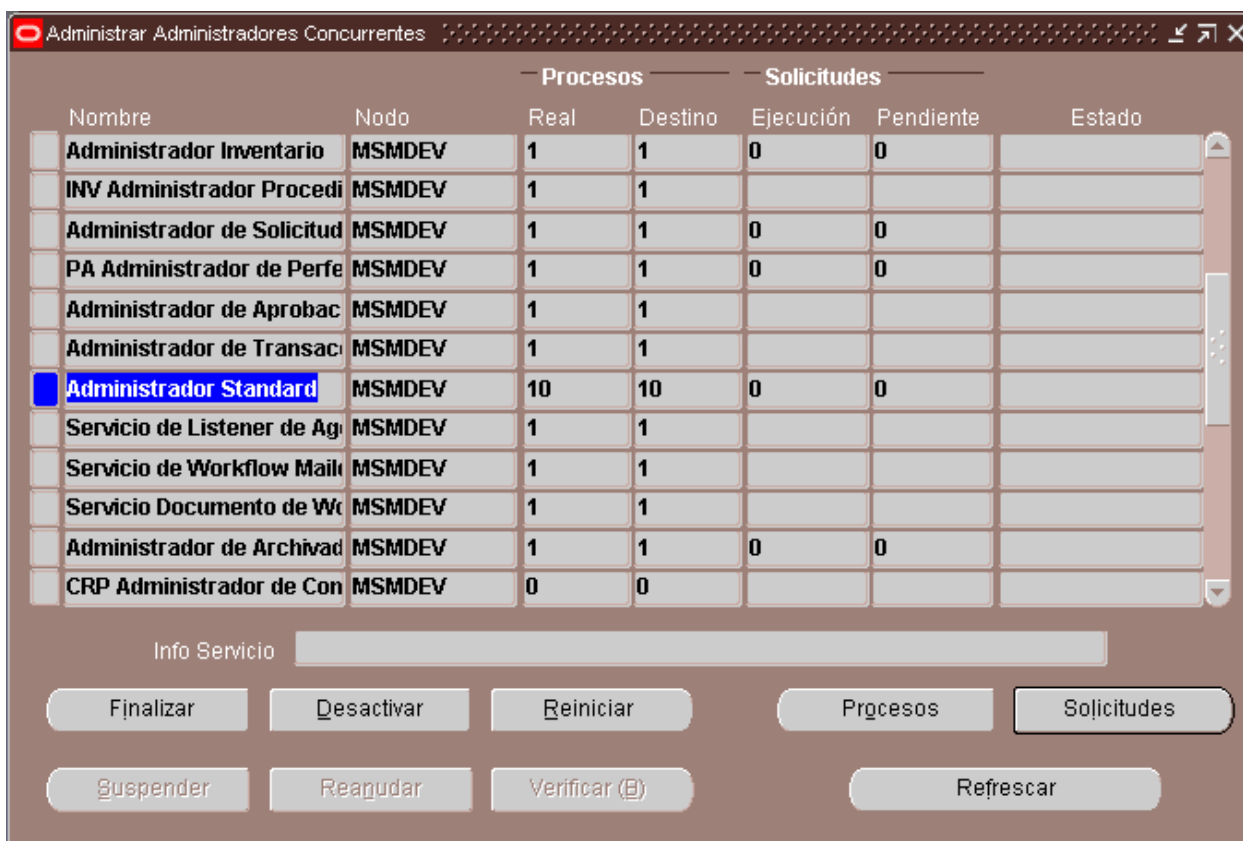 Administrar Administradores Concurrentes
Procesos Solicitudes
Nombre Nodo Real Destino Ejecución Pendiente Estado
Administrador Inventario MSMDEV 1 1 0 0
INV Administrador Procedi MSMDEV 1 1
Administrador de Solicitud MSMDEV 1 1 0 0
PA Administrador de Perfe MSMDEV 1 1 0 0
Administrador de Aprobac MSMDEV 1 1
Administrador de Transac MSMDEV 1 1
Administrador Standard MSMDEV 10 10 0 0
Servicio de Listener de Ag MSMDEV 1 1
Servicio de Workflow Mail MSMDEV 1 1
Servicio Documento de Wo MSMDEV 1 1
Administrador de Archivad MSMDEV 1 1 0 0
CRP Administrador de Con MSMDEV 0 0
Info Servicio
Finalizar Desactivar Reiniciar Procesos Solicitudes
Suspender Reanudar Verificar (B) Refrescar